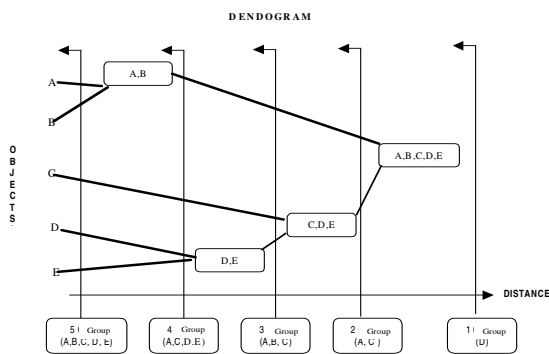 DENDOGRAM
A
A,B
B
A,B,C,D,E
OBJECTS
C
C,D,E
D
D,E
E
DISTANCE
5 ( Group
(A,B,C, D, E)
4 Group
(A,C,D.E)
3 Group
(A,B, C)
2 Group
(A, C )
1 ( Group
(D)